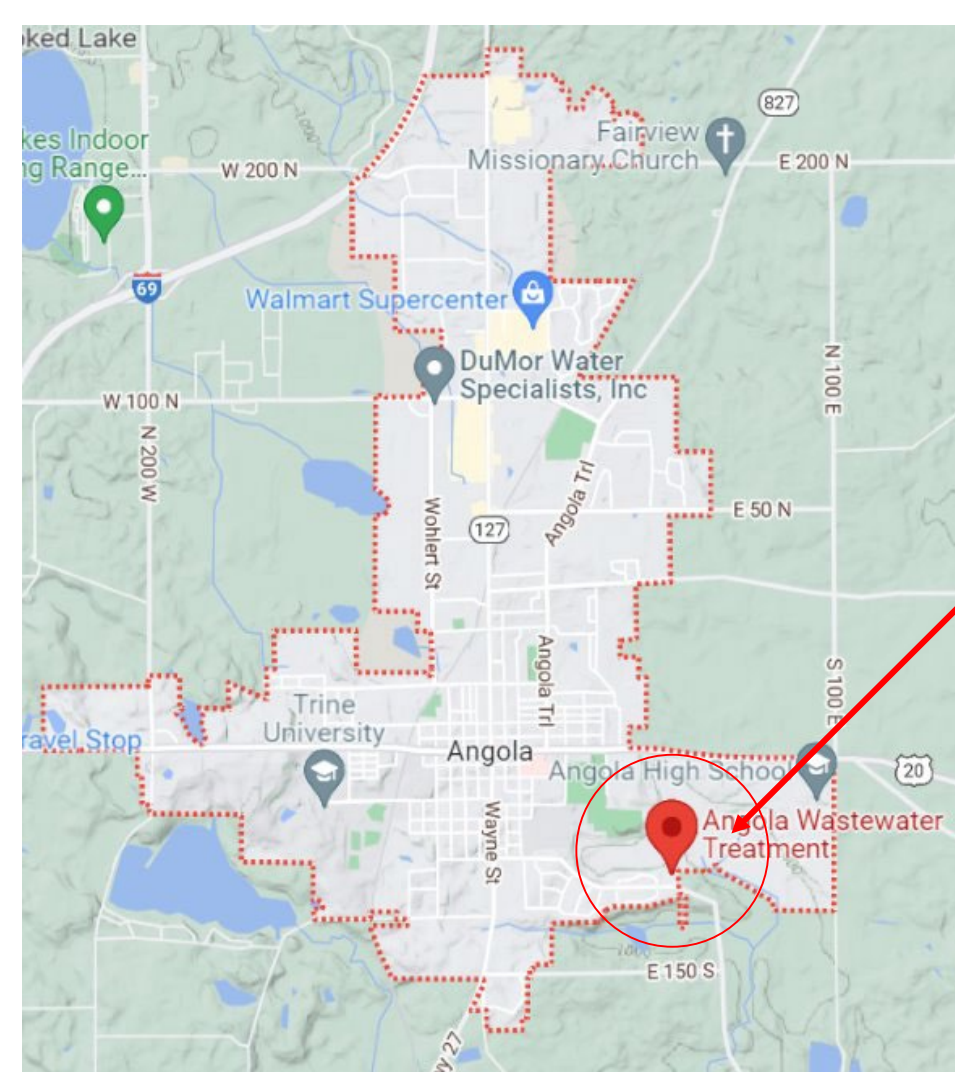 oked Lake
827
Fairview
Missionary Church
kes Indoor
ng Range...
W 200 N
E 200 N
69
Walmart Supercenter
DuMor Water
Specialists, Inc
N 100 E
W 100 N
N 200 W
Angola Trl
Wohlert St
127
E 50 N
Angola Trl
S 100 E
Trine
University
ravel Stop
Angola
Angola High School
20
Wayne St
Angola Wastewater
Treatment
1000
E 150 S
wy 27